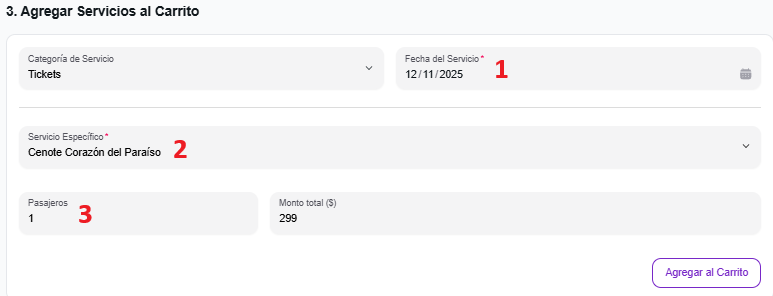 3. Agregar Servicios al Carrito
Categoría de Servicio
Tickets
Fecha del Servicio*
12/11/2025
1
Servicio Específico*
Cenote Corazón del Paraíso
2
Pasajeros
1
3
Monto total ($)
299
Agregar al Carrito